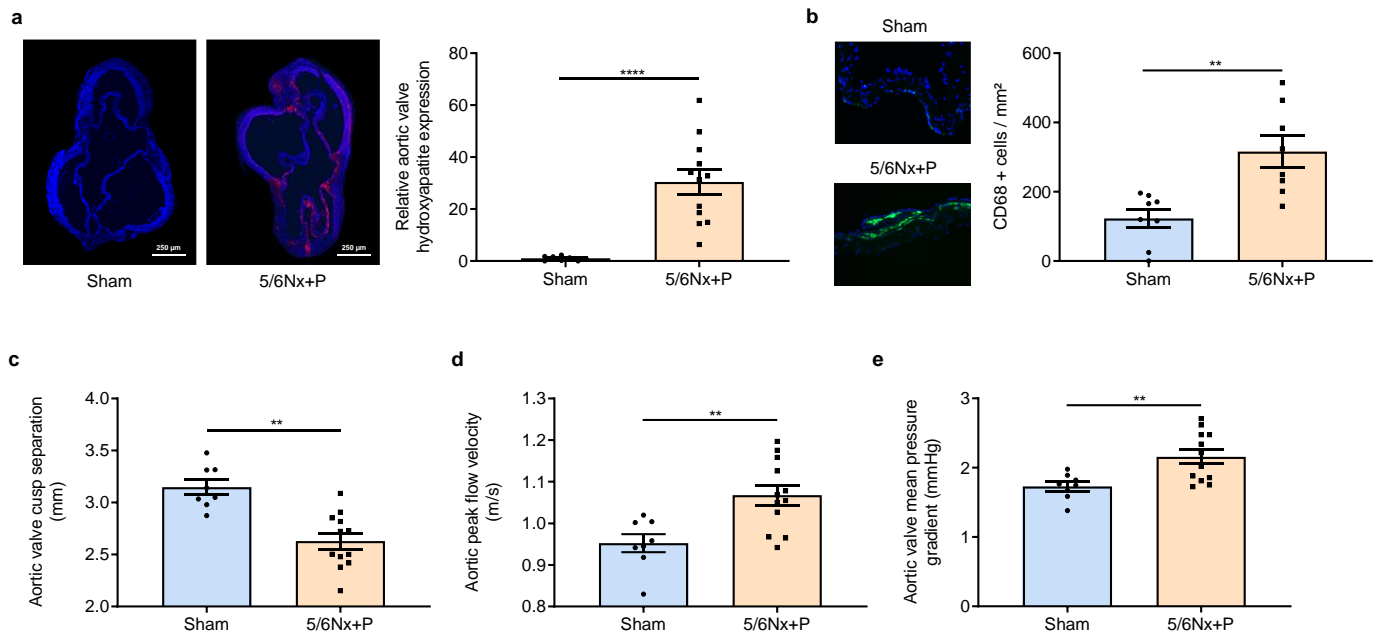 a
Relative aortic valve
hydroxyapatite expression
80
60
40
20
0
****
250 µm
250 µm
Sham
5/6Nx+P
Sham
5/6Nx+P
b
Sham
5/6Nx+P
CD68 + cells / mm²
600
400
200
0
**
Sham
5/6Nx+P
c
Aortic valve cusp separation
(mm)
4.0
3.5
3.0
2.5
2.0
**
Sham
5/6Nx+P
d
Aortic peak flow velocity
(m/s)
1.3
1.2
1.1
1.0
0.9
0.8
**
Sham
5/6Nx+P
e
Aortic valve mean pressure
gradient (mmHg)
3
2
1
0
**
Sham
5/6Nx+P